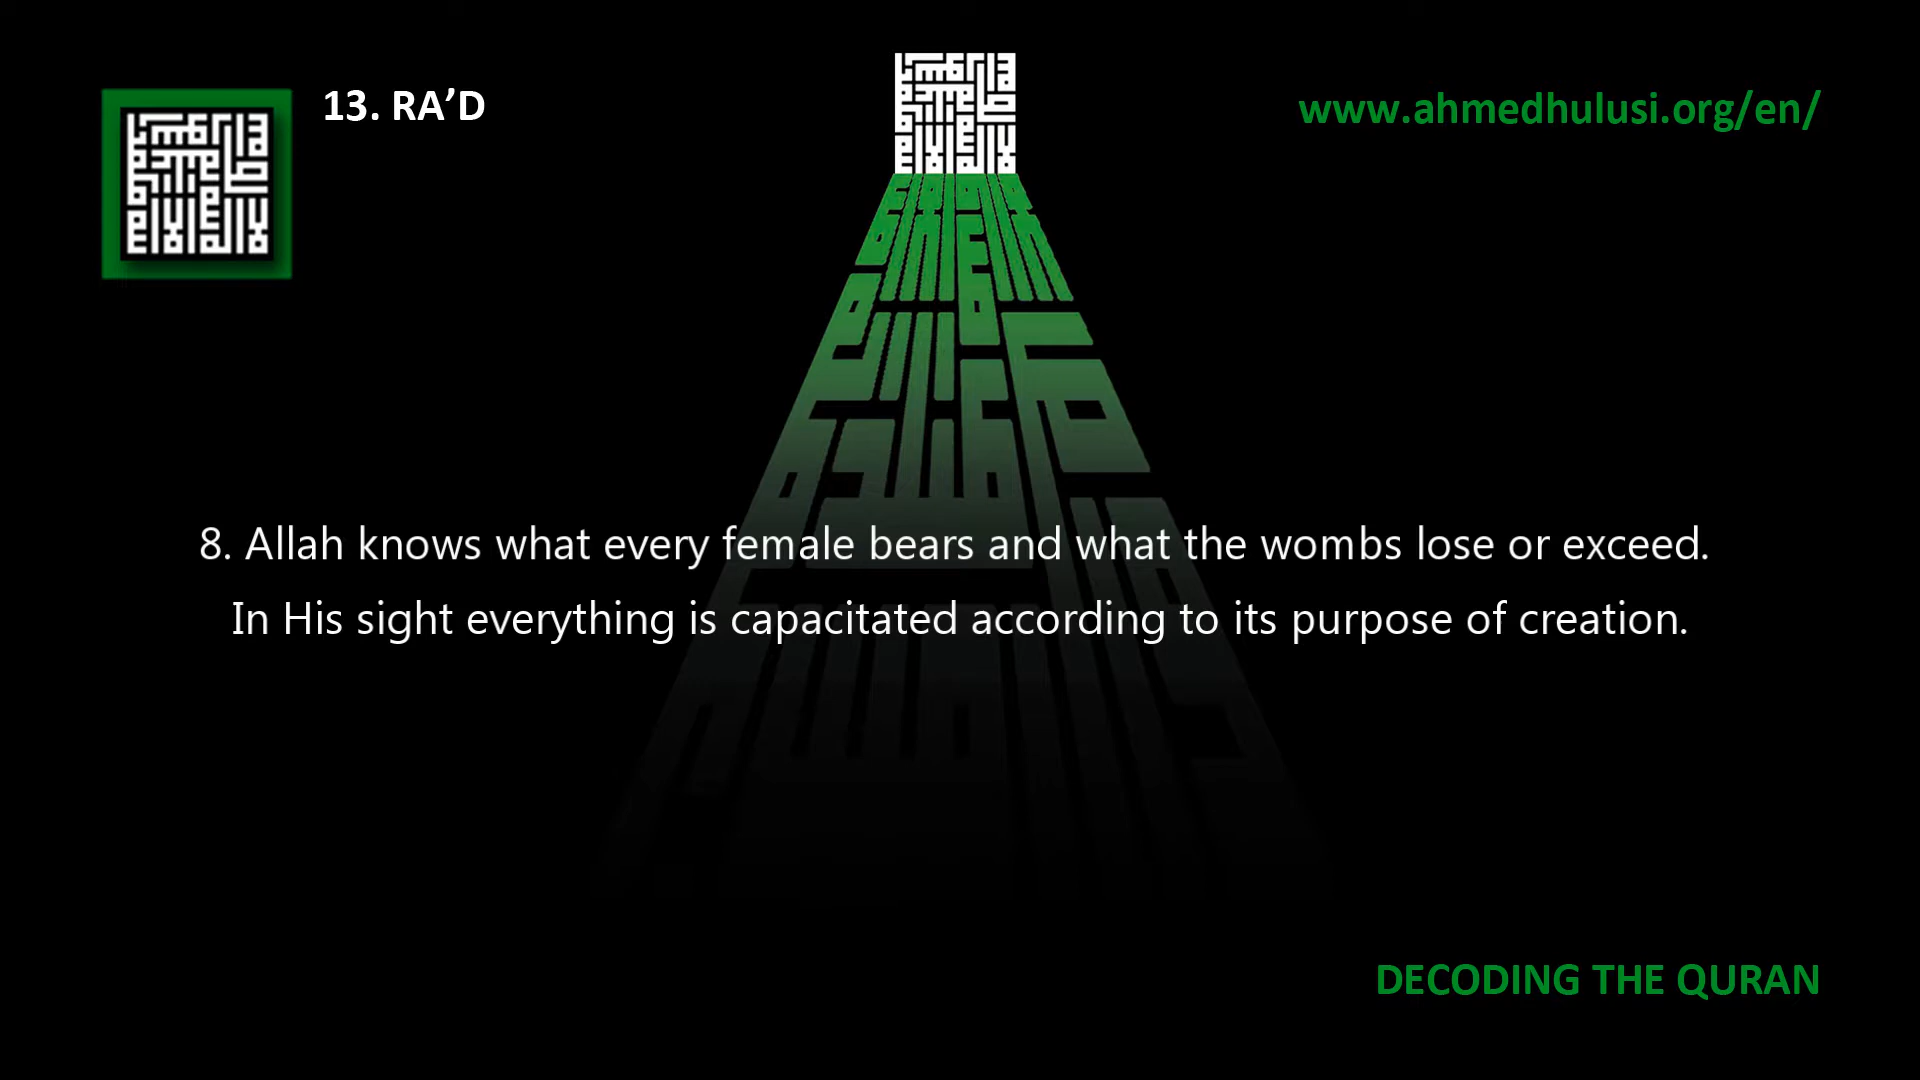 13. RA’D
www.ahmedhulusi.org/en/
8. Allah knows what every female bears and what the wombs lose or exceed.
In His sight everything is capacitated according to its purpose of creation.
DECODING THE QURAN